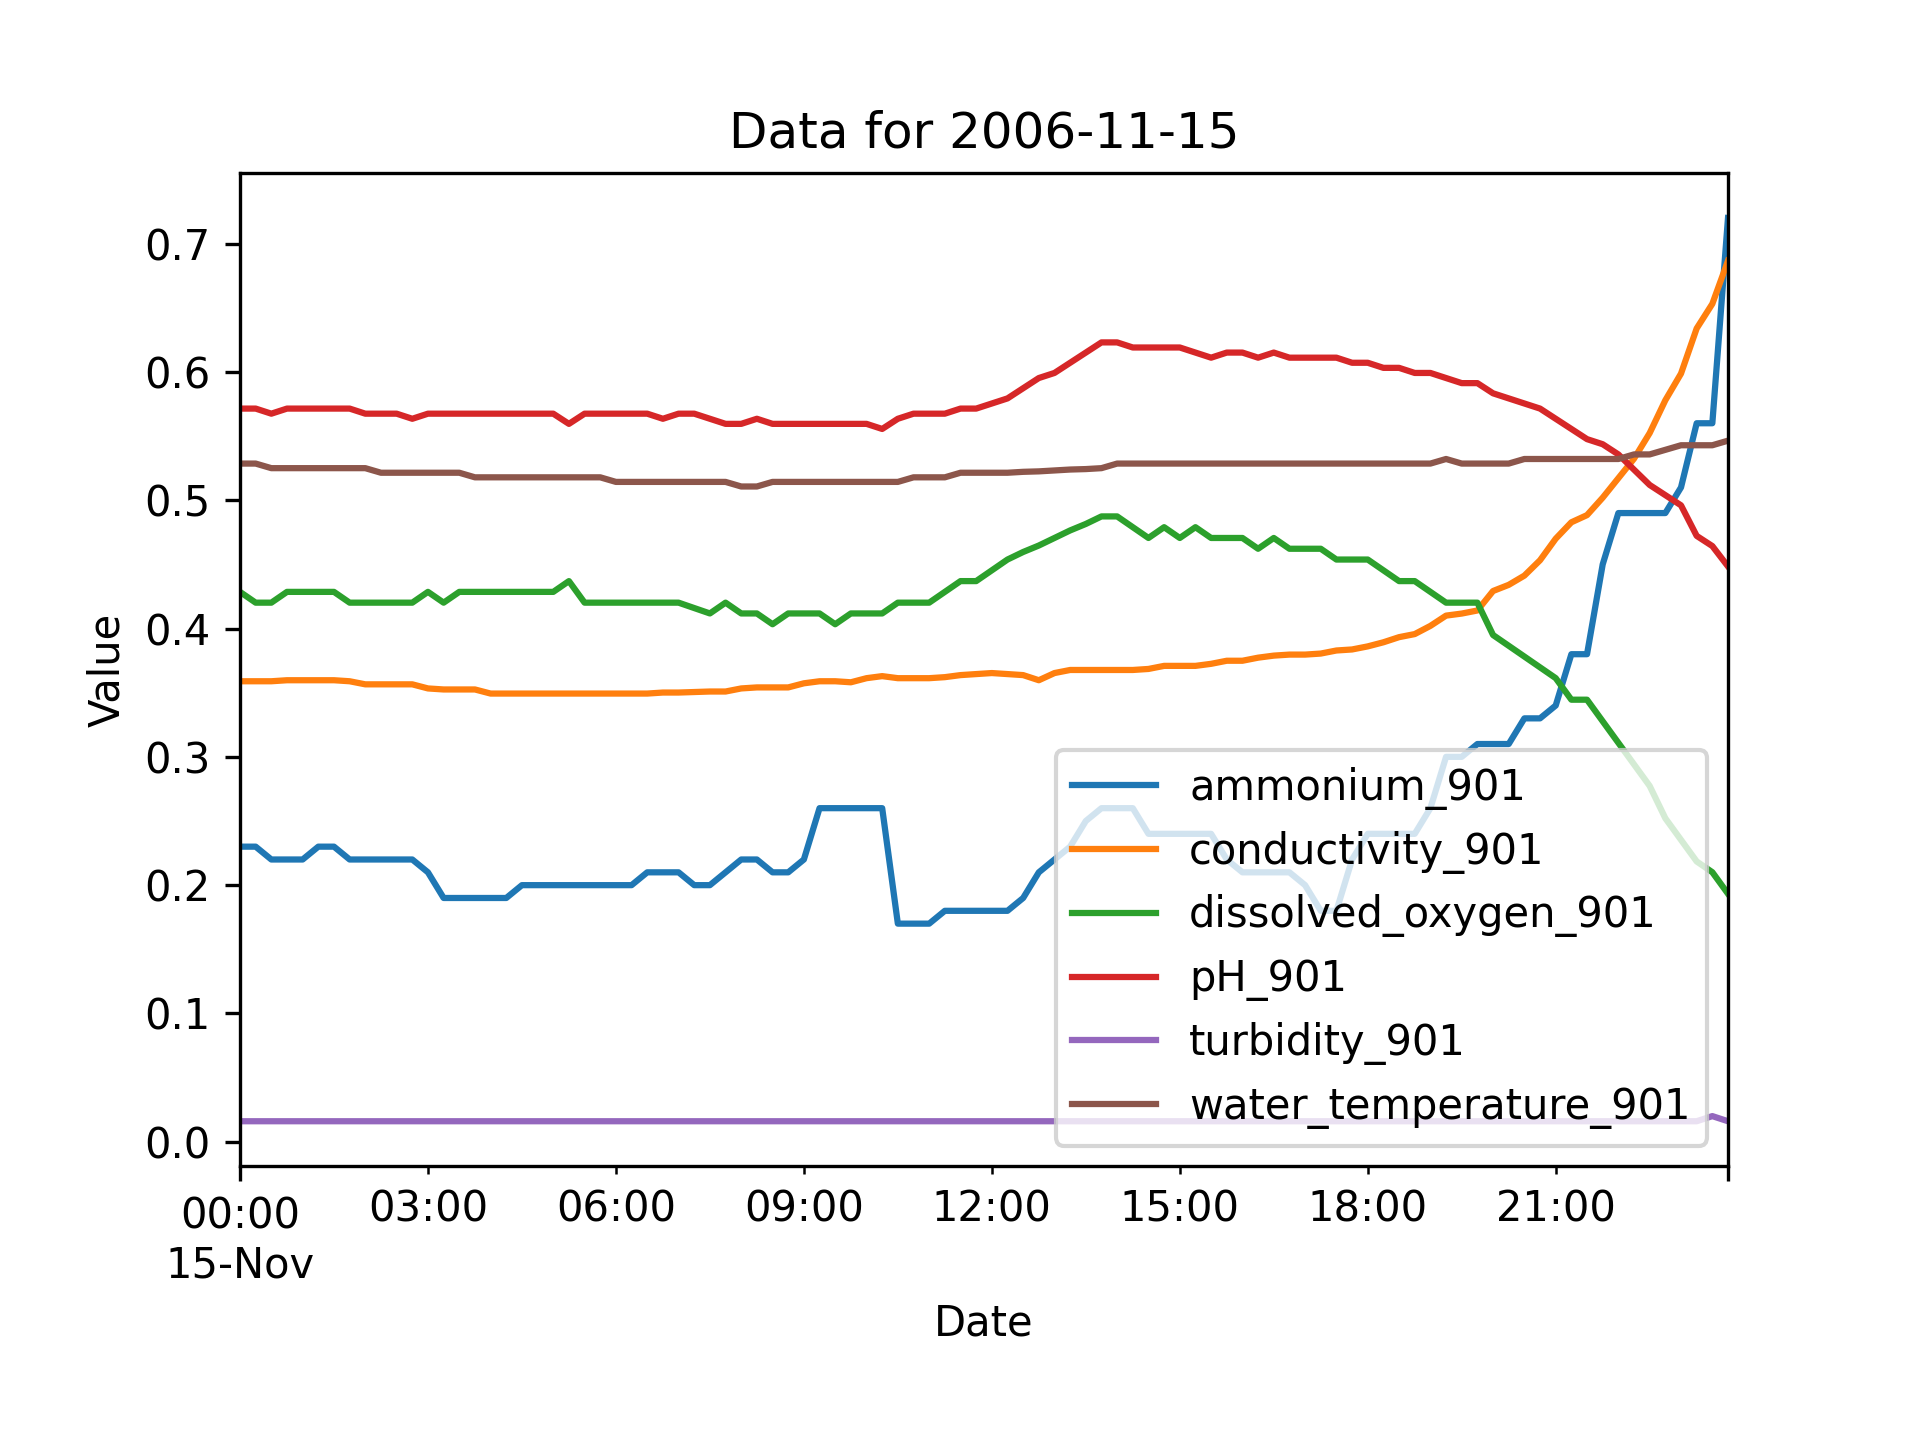 Data for 2006-11-15
Value
0.7
0.6
0.5
0.4
0.3
0.2
0.1
0.0
ammonium_901
conductivity_901
dissolved_oxygen_901
pH_901
turbidity_901
water_temperature_901
00:00 03:00 06:00 09:00 12:00 15:00 18:00 21:00
15-Nov
Date